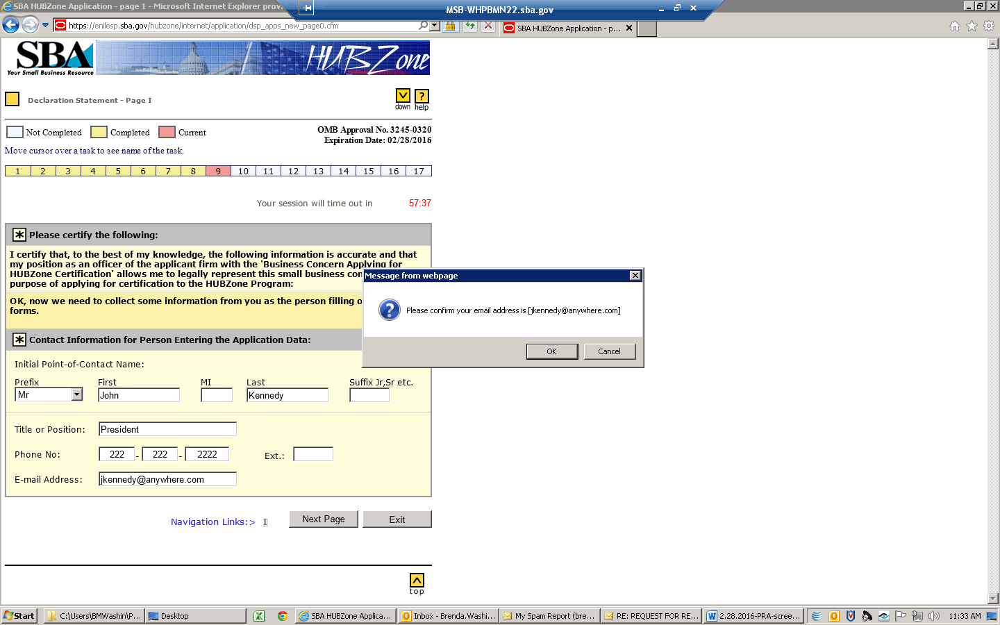 SBA HUBZone Application - page 1 - Microsoft Internet Explorer prov
MSB-WHPBMN22.sba.gov
https://enilesp.sba.gov/hubzone/internet/application/dsp_apps_new_page0.cfm
SBA HUBZone Application - p...
SBA
Your Small Business Resource
HUBZone
Declaration Statement - Page I
down
?
help
Not Completed
Completed
Current
OMB Approval No. 3245-0320
Expiration Date: 02/28/2016
Move cursor over a task to see name of the task.
1 2 3 4 5 6 7 8 9 10 11 12 13 14 15 16 17
Your session will time out in 57:37
* Please certify the following:
I certify that, to the best of my knowledge, the following information is accurate and that
my position as an officer of the applicant firm with the 'Business Concern Applying for
HUBZone Certification' allows me to legally represent this small business
purpose of applying for certification to the HUBZone Program:
OK, now we need to collect some information from you as the person filling
forms.
* Contact Information for Person Entering the Application Data:
Message from webpage
?
Please confirm your email address is [jkennedy@anywhere.com]
OK
Cancel
Initial Point-of-Contact Name:
Prefix First MI Last Suffix Jr,Sr etc.
Mr John Kennedy
Title or Position: President
Phone No: 222 - 222 - 2222 Ext.:
E-mail Address: jkennedy@anywhere.com
Navigation Links:> Next Page Exit
top
Start
C:\Users\BMWashin\P...
Desktop
SBA HUBZone Applica...
Inbox - Brenda.Washi...
My Spam Report (bre...
RE: REQUEST FOR RE...
2.28.2016-PRA-scree...
11:33 AM